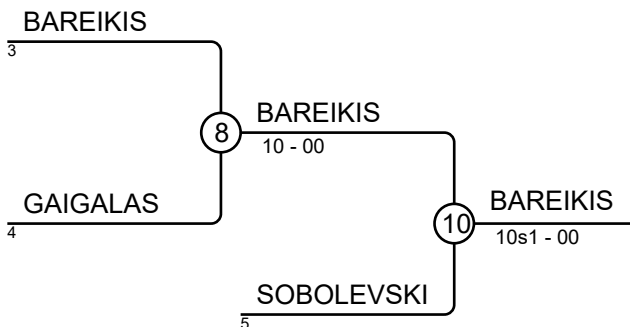 BAREIKIS
3
8
BAREIKIS
10 - 00
GAIGALAS
4
10
BAREIKIS
10s1 - 00
SOBOLEVSKI
5